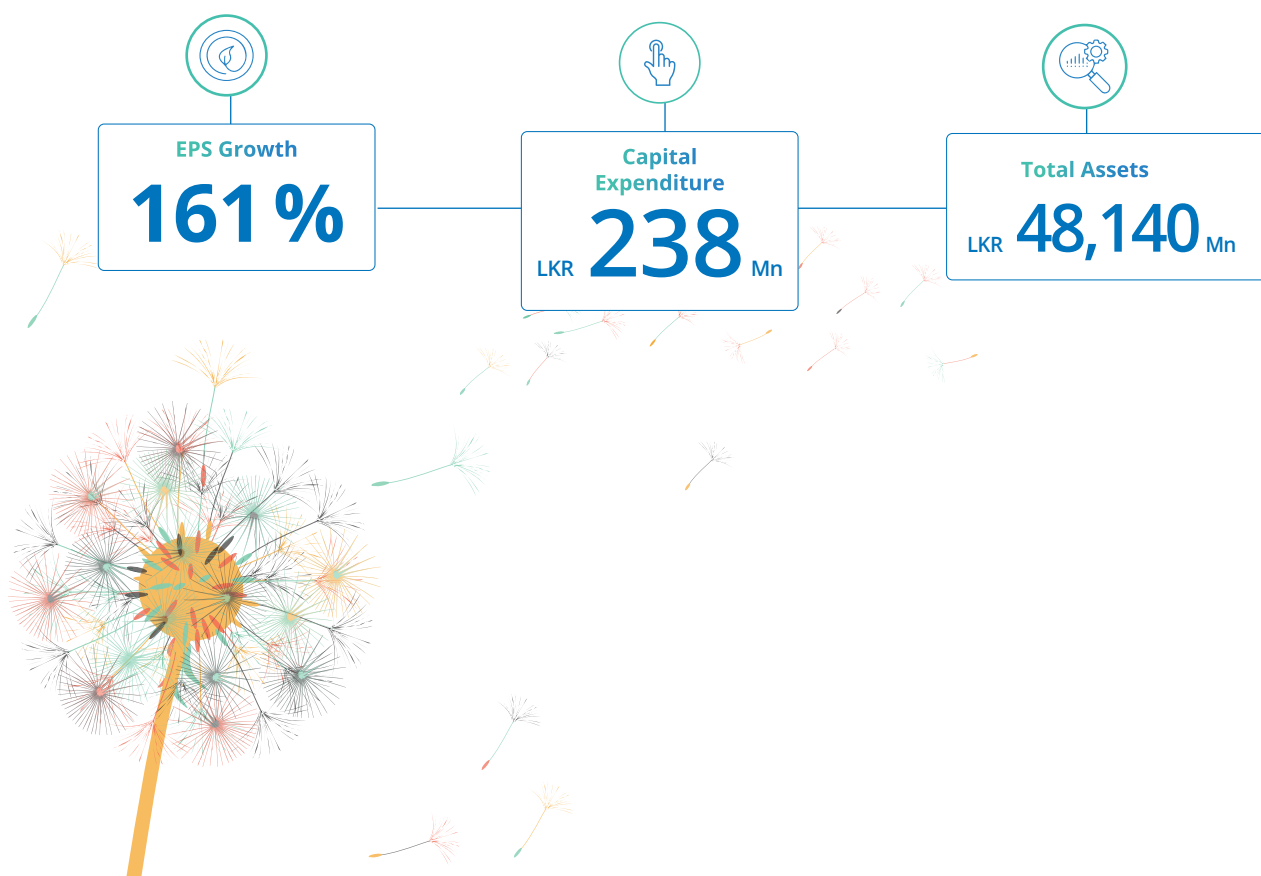 EPS Growth
161%
Capital
Expenditure
LKR 238 Mn
Total Assets
LKR 48,140 Mn